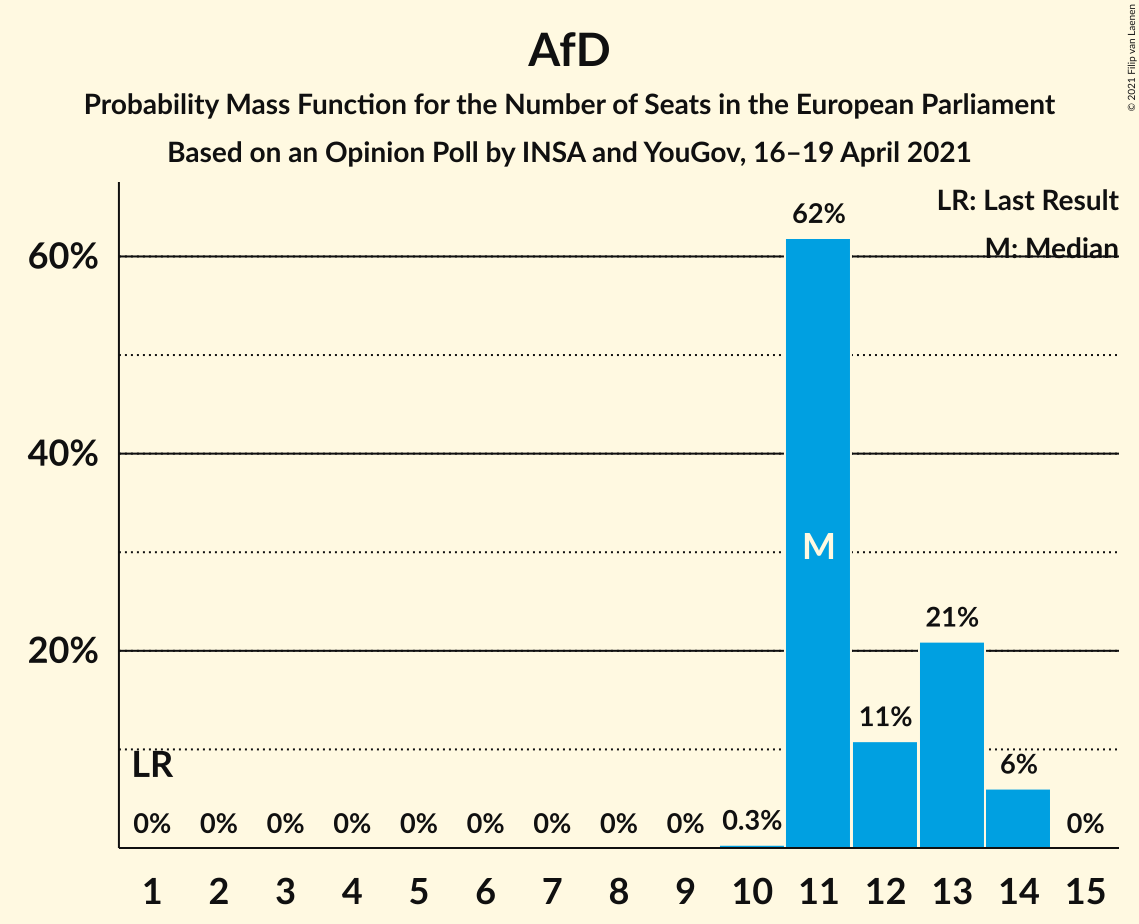 AfD
Probability Mass Function for the Number of Seats in the European Parliament
Based on an Opinion Poll by INSA and YouGov, 16–19 April 2021
© 2021 Filip van Laenen
LR: Last Result
M: Median
62%
60%
40%
M
21%
20%
11%
LR
6%
0% 0% 0% 0% 0% 0% 0% 0% 0% 0.3% 0%
1 2 3 4 5 6 7 8 9 10 11 12 13 14 15